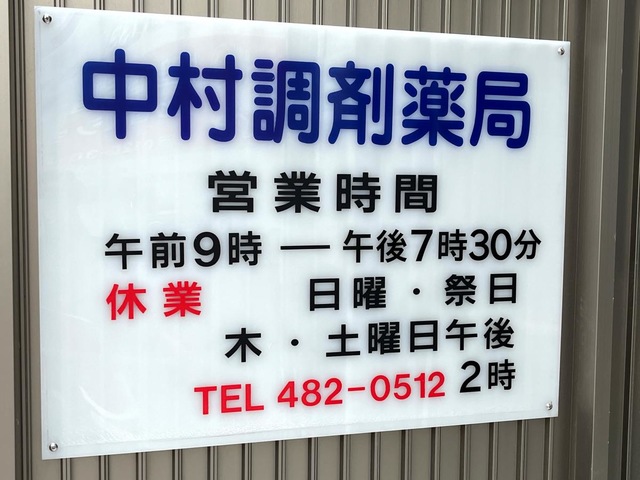 中村調剤薬局
営業時間
午前9時 — 午後7時30分
休業 日曜・祭日
木・土曜日午後
2時
TEL 482-0512